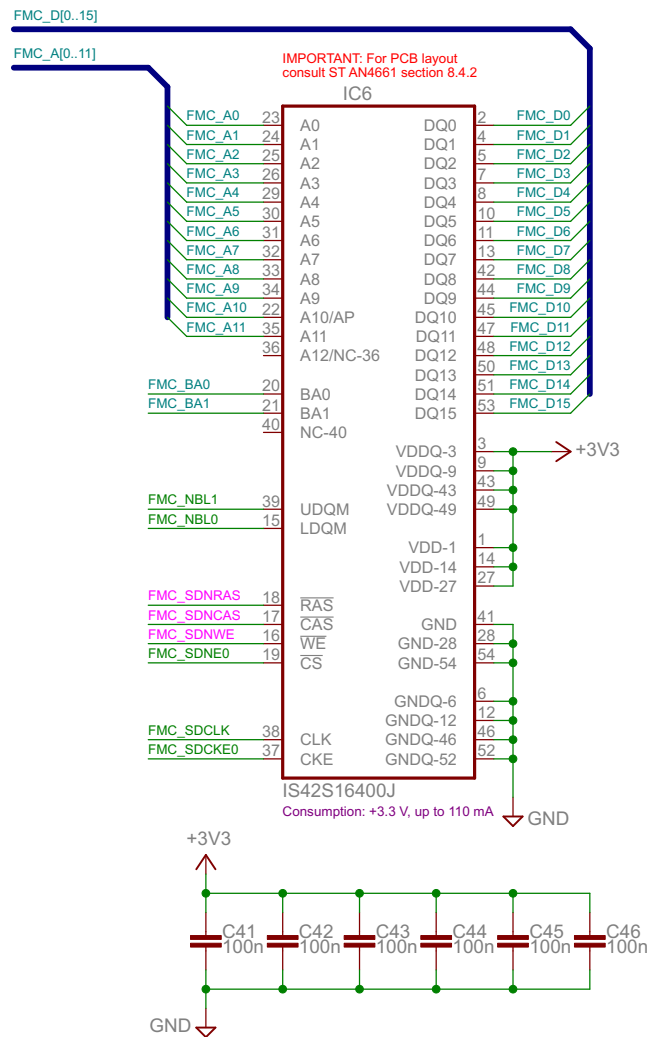 FMC_D[0..15]
FMC_A[0..11]
IMPORTANT: For PCB layout
consult ST AN4661 section 8.4.2
IC6
FMC_A0 23 A0 DQ0 2 FMC_D0
FMC_A1 24 A1 DQ1 4 FMC_D1
FMC_A2 25 A2 DQ2 5 FMC_D2
FMC_A3 26 A3 DQ3 7 FMC_D3
FMC_A4 29 A4 DQ4 8 FMC_D4
FMC_A5 30 A5 DQ5 10 FMC_D5
FMC_A6 31 A6 DQ6 11 FMC_D6
FMC_A7 32 A7 DQ7 13 FMC_D7
FMC_A8 33 A8 DQ8 42 FMC_D8
FMC_A9 34 A9 DQ9 44 FMC_D9
FMC_A10 22 A10/AP DQ10 45 FMC_D10
FMC_A11 35 A11 DQ11 47 FMC_D11
36 A12/NC-36 DQ12 48 FMC_D12
DQ13 50 FMC_D13
FMC_BA0 20 BA0 DQ14 51 FMC_D14
FMC_BA1 21 BA1 DQ15 53 FMC_D15
40 NC-40
VDDQ-3 3 +3V3
VDDQ-9 9
VDDQ-43 43
FMC_NBL1 39 UDQM VDDQ-49 49
FMC_NBL0 15 LDQM
VDD-1 1
VDD-14 14
VDD-27 27
FMC_SDNRAS 18 RAS
FMC_SDNCAS 17 CAS GND 41
FMC_SDNWE 16 WE GND-28 28
FMC_SDNE0 19 CS GND-54 54
GNDQ-6 6
GNDQ-12 12
FMC_SDCLK 38 CLK GNDQ-46 46
FMC_SDCKE0 37 CKE GNDQ-52 52
IS42S16400J
Consumption: +3.3 V, up to 110 mA
GND
+3V3
C41 C42 C43 C44 C45 C46
100n 100n 100n 100n 100n 100n
GND